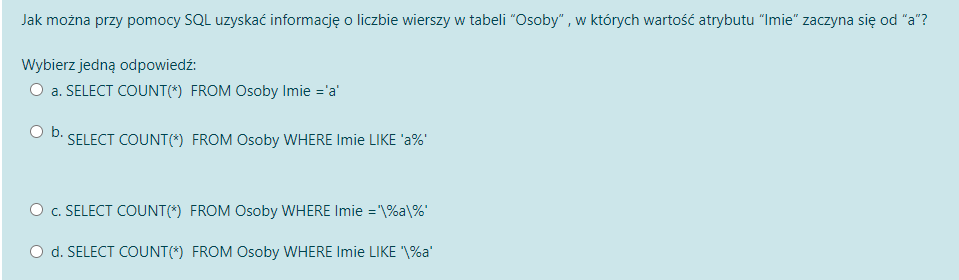 Jak można przy pomocy SQL uzyskać informację o liczbie wierszy w tabeli “Osoby” , w których wartość atrybutu “Imie” zaczyna się od “a”?
Wybierz jedną odpowiedź:
a. SELECT COUNT(*) FROM Osoby Imie ='a'
b. SELECT COUNT(*) FROM Osoby WHERE Imie LIKE 'a%'
c. SELECT COUNT(*) FROM Osoby WHERE Imie ='\%a\%'
d. SELECT COUNT(*) FROM Osoby WHERE Imie LIKE '\%a'